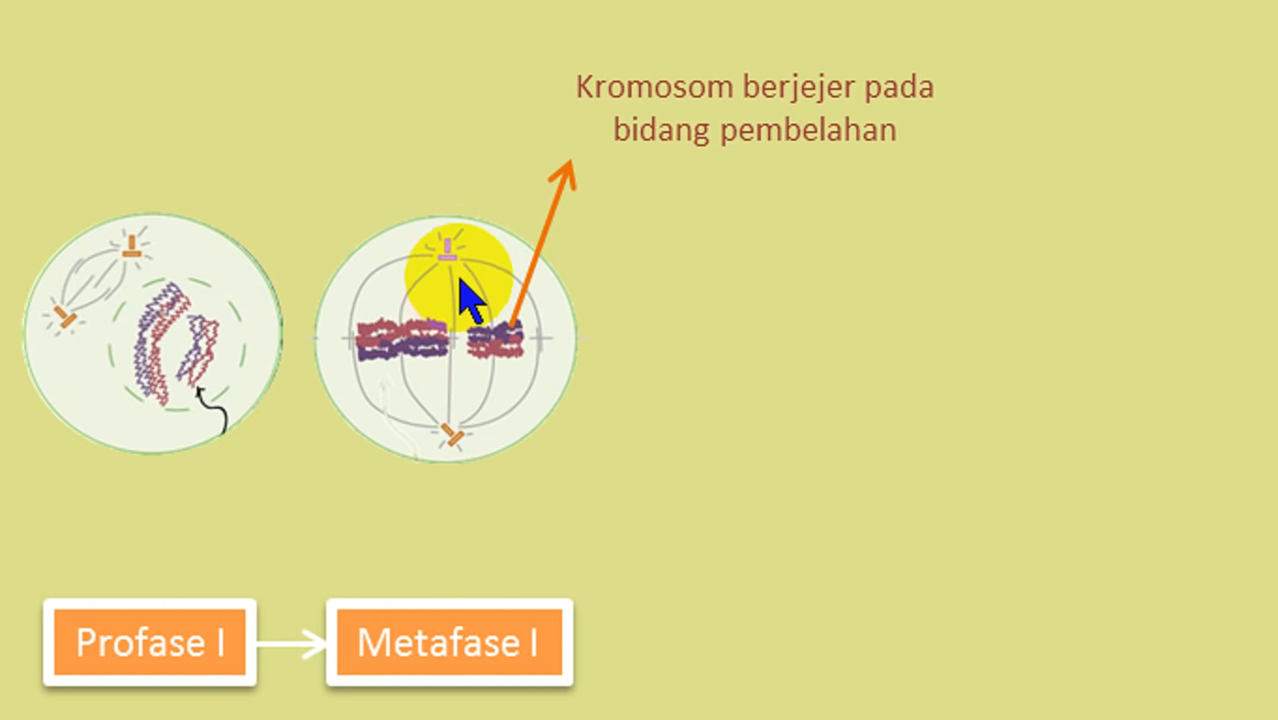 Kromosom berjejer pada
bidang pembelahan
Profase I
Metafase I